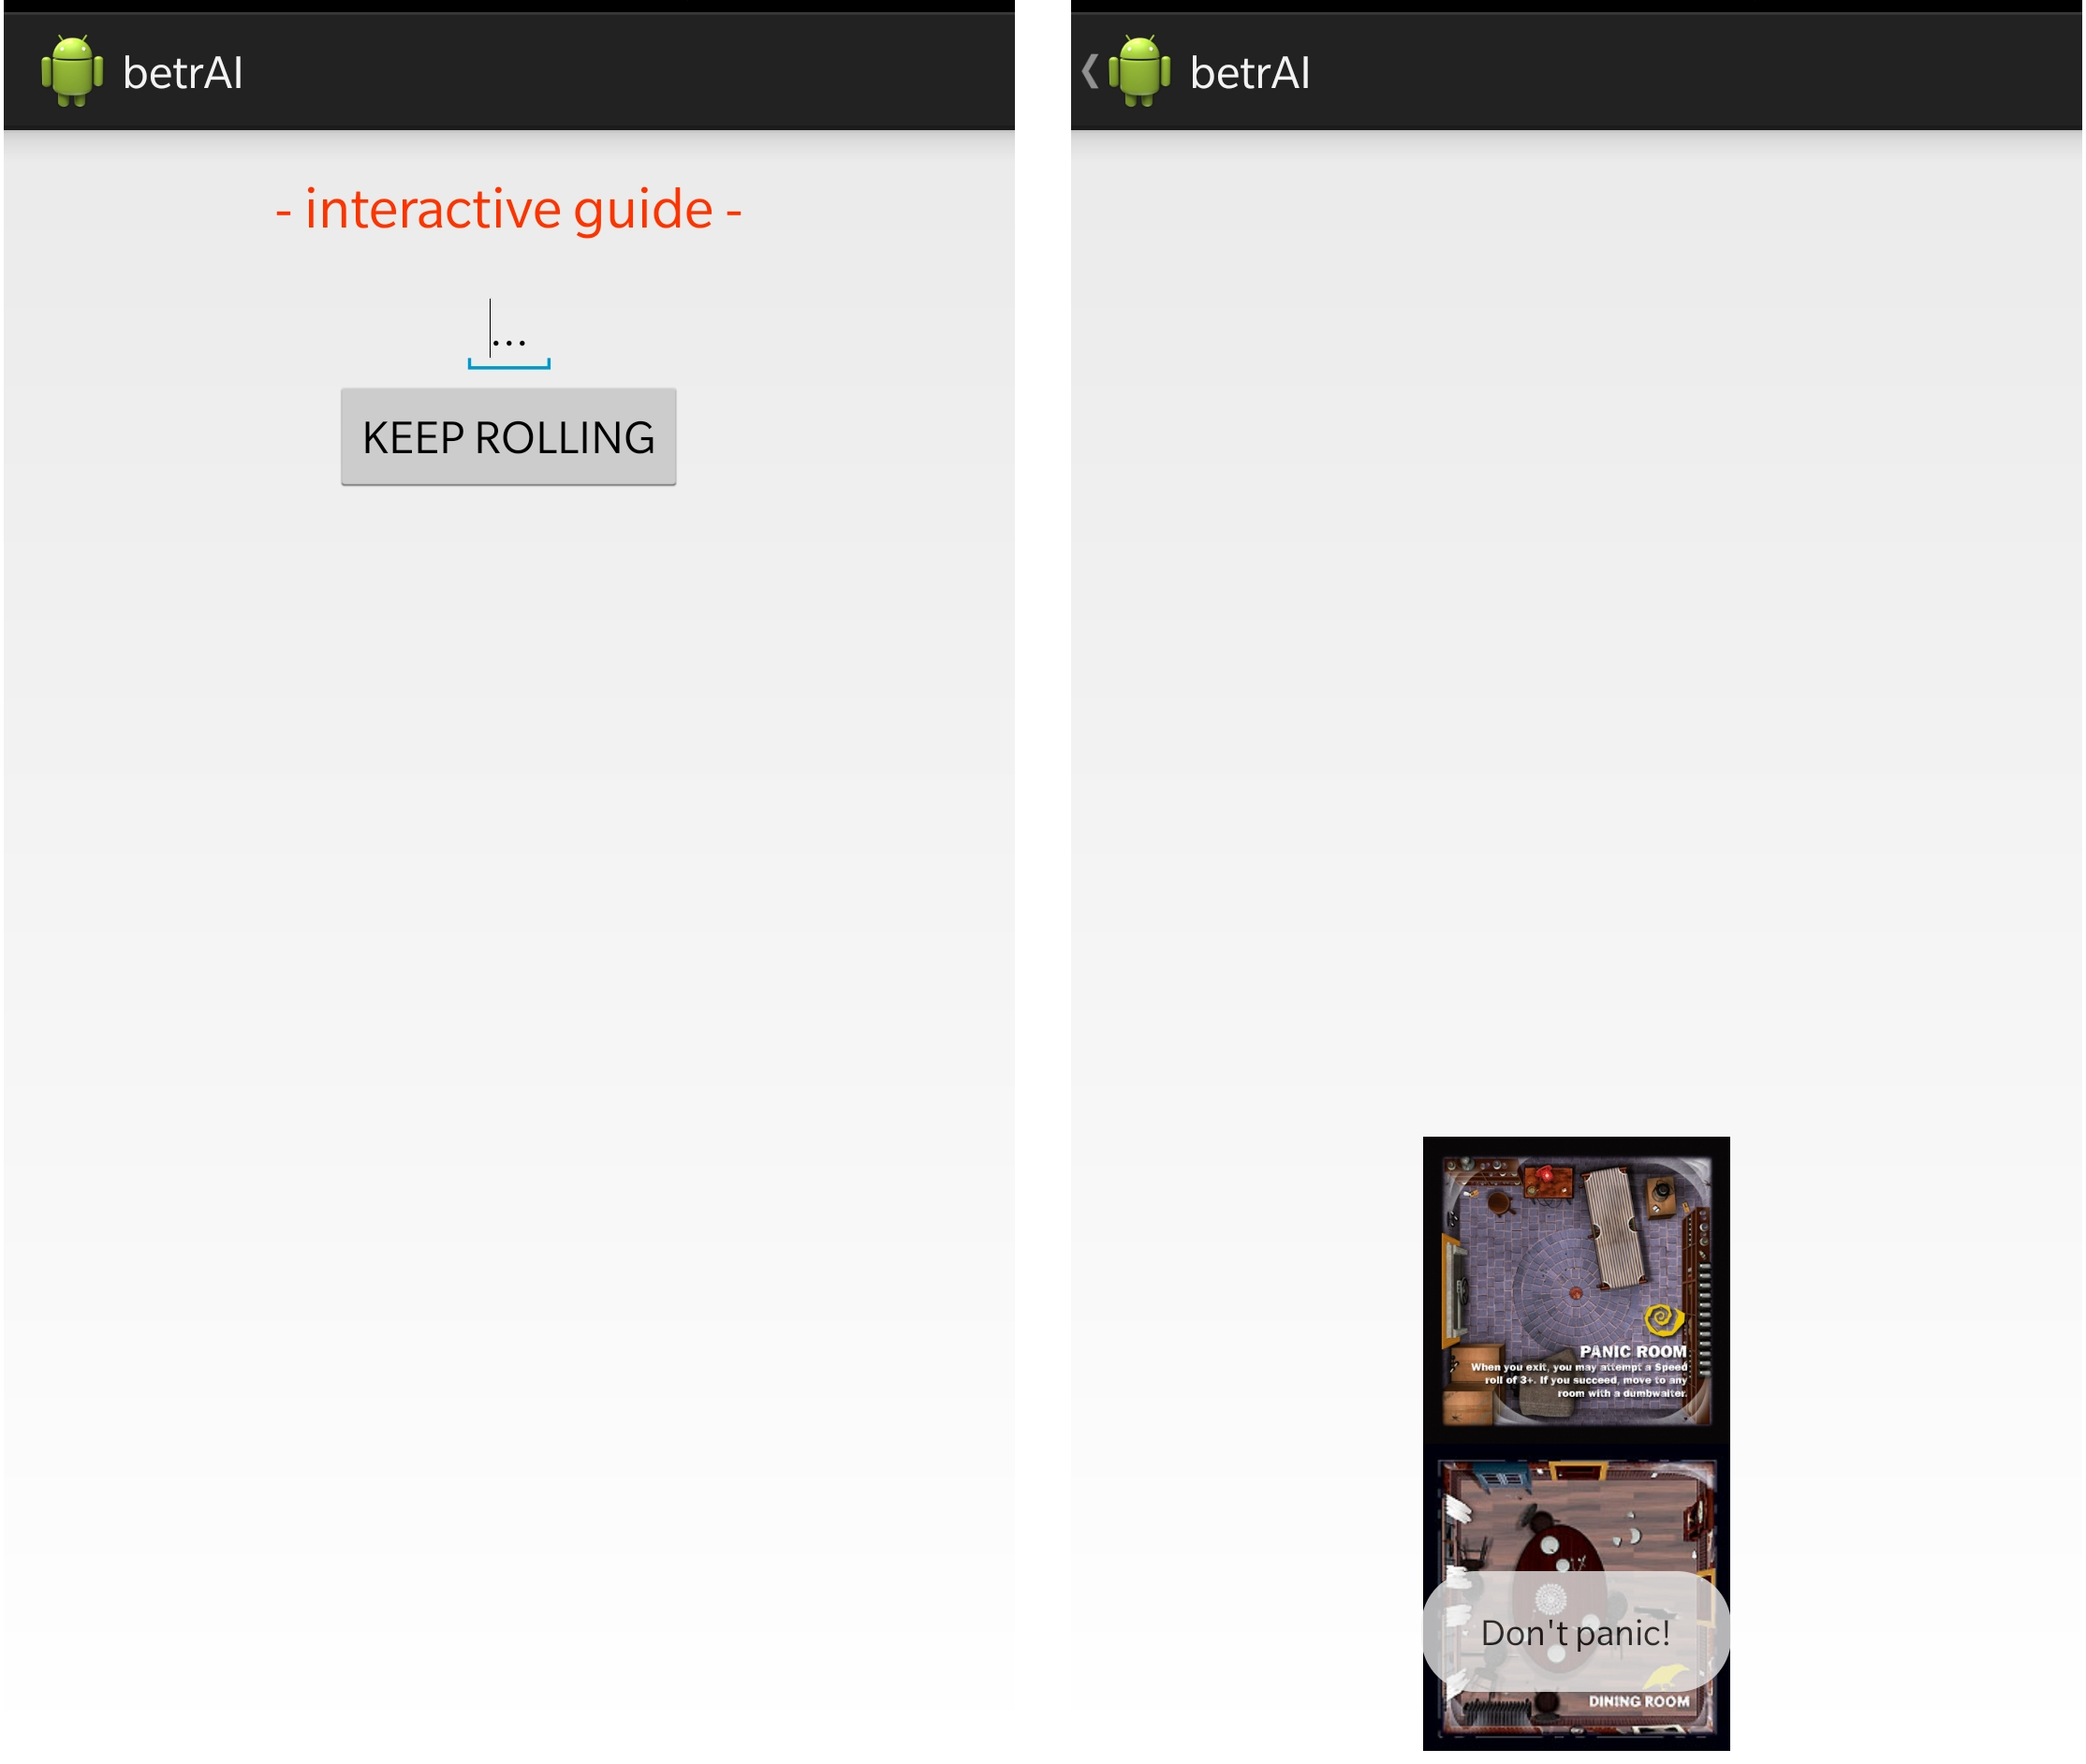 betrAI
- interactive guide -
...
KEEP ROLLING
betrAI
PANIC ROOM
When you exit, you may attempt a Speed
roll of 3+. If you succeed, move to any
room with a dumbwaiter.
Don't panic!
DINING ROOM